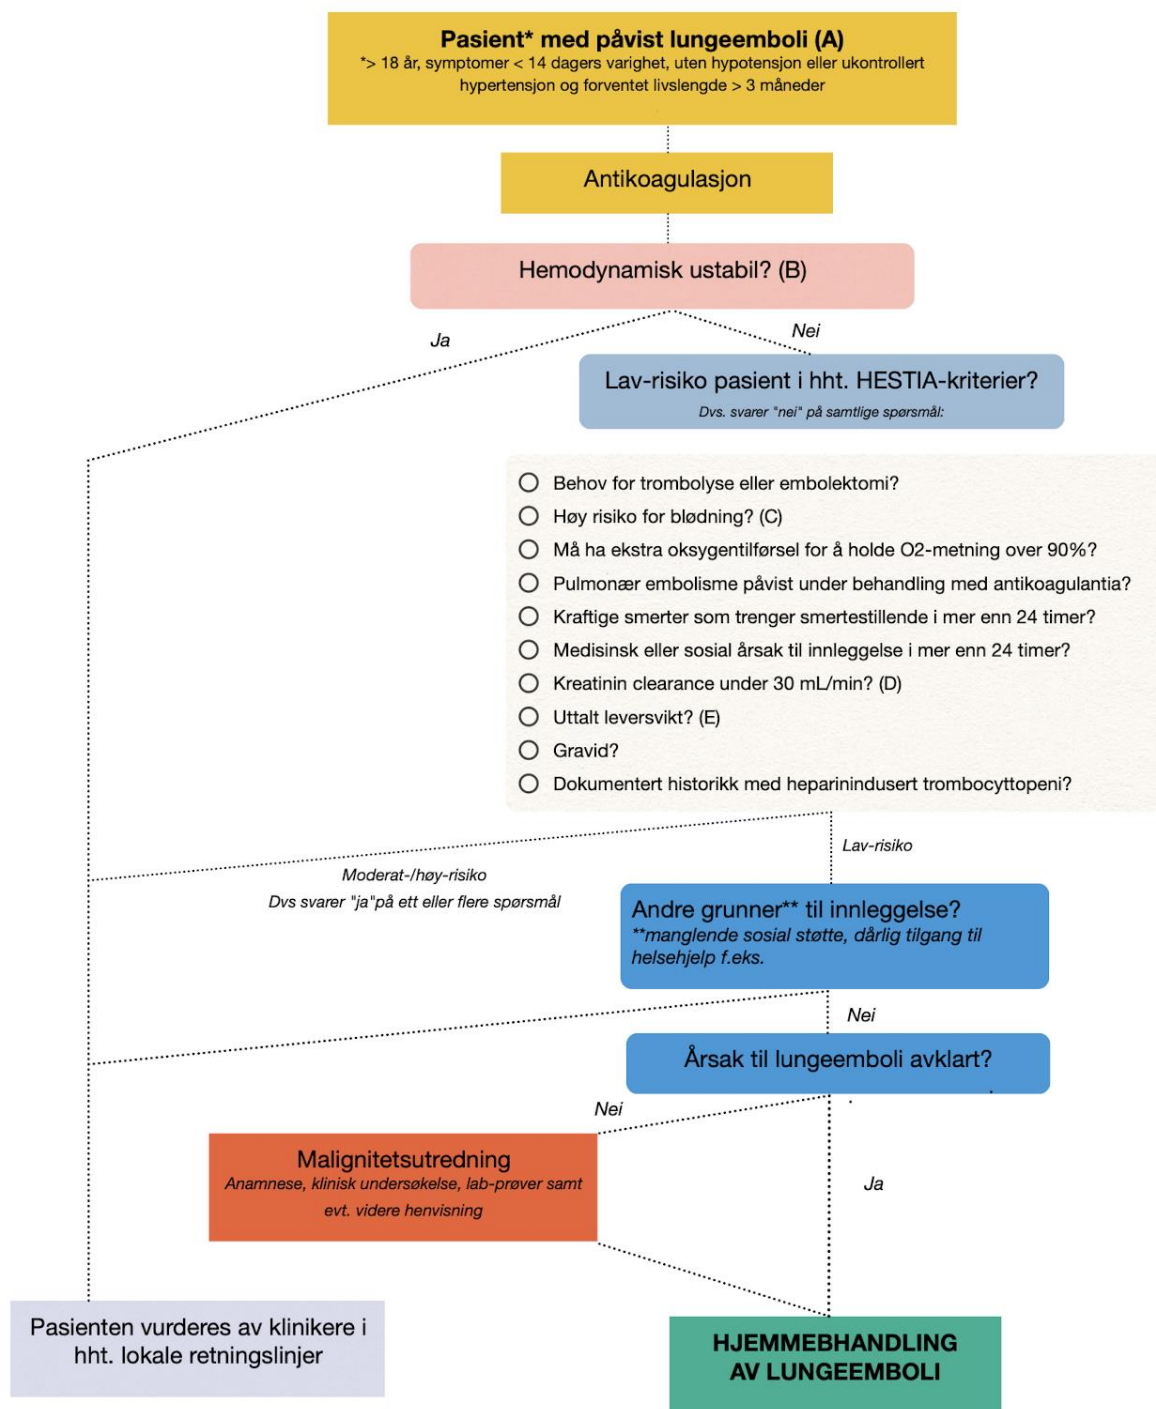 Pasient* med påvist lungeemboli (A)
*> 18 år, symptomer < 14 dagers varighet, uten hypotensjon eller ukontrollert
hypertensjon og forventet livslengde > 3 måneder
Antikoagulasjon
Hemodynamisk ustabil? (B)
Ja
Nei
Lav-risiko pasient i hht. HESTIA-kriterier?
Dvs. svarer "nei" på samtlige spørsmål:
Behov for trombolyse eller embolektomi?
Høy risiko for blødning? (C)
Må ha ekstra oksygentilførsel for å holde O2-metning over 90%?
Pulmonær embolisme påvist under behandling med antikoagulantia?
Kraftige smerter som trenger smertestillende i mer enn 24 timer?
Medisinsk eller sosial årsak til innleggelse i mer enn 24 timer?
Kreatinin clearance under 30 mL/min? (D)
Uttalt leversvikt? (E)
Gravid?
Dokumentert historikk med heparinindusert trombocyttopeni?
Lav-risiko
Moderat-/høy-risiko
Dvs svarer "ja"på ett eller flere spørsmål
Andre grunner** til innleggelse?
**manglende sosial støtte, dårlig tilgang til
helsehjelp f.eks.
Nei
Årsak til lungeemboli avklart?
Nei
Malignitetsutredning
Anamnese, klinisk undersøkelse, lab-prøver samt
evt. videre henvisning
Ja
Pasienten vurderes av klinikere i
hht. lokale retningslinjer
HJEMMEBHANDLING
AV LUNGEEMBOLI